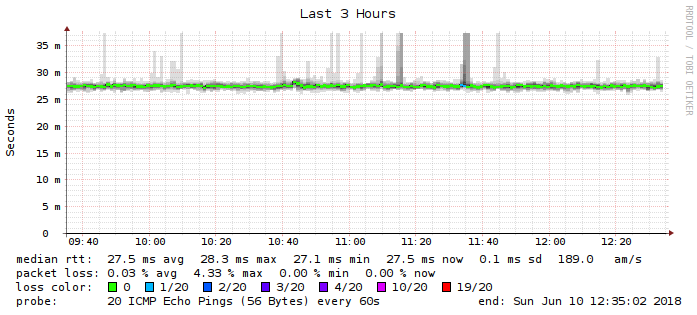 Last 3 Hours
RRDTOOL / TOBI OETIKER
Seconds
35 m
30 m
25 m
20 m
15 m
10 m
5 m
0
09:40 10:00 10:20 10:40 11:00 11:20 11:40 12:00 12:20
median rtt: 27.5 ms avg 28.3 ms max 27.1 ms min 27.5 ms now 0.1 ms sd 189.0 am/s
packet loss: 0.03 % avg 4.33 % max 0.00 % min 0.00 % now
loss color: 0 1/20 2/20 3/20 4/20 10/20 19/20
probe: 20 ICMP Echo Pings (56 Bytes) every 60s end: Sun Jun 10 12:35:02 2018